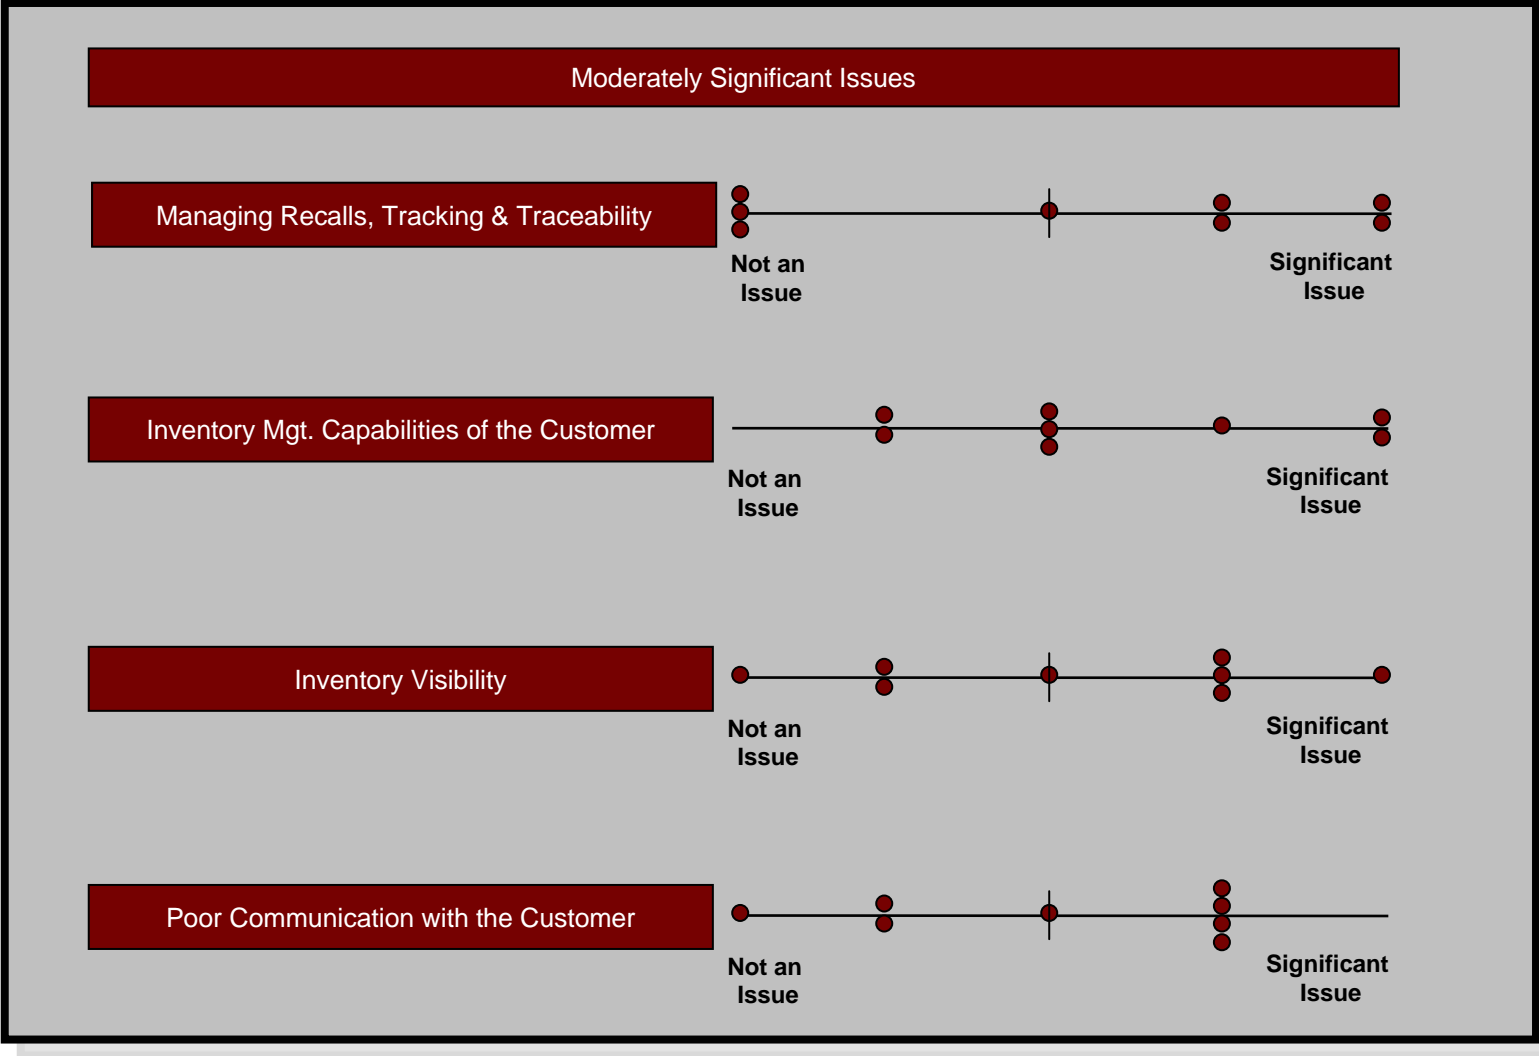 Moderately Significant Issues
Managing Recalls, Tracking & Traceability
Not an
Issue
Significant
Issue
Inventory Mgt. Capabilities of the Customer
Not an
Issue
Significant
Issue
Inventory Visibility
Not an
Issue
Significant
Issue
Poor Communication with the Customer
Not an
Issue
Significant
Issue